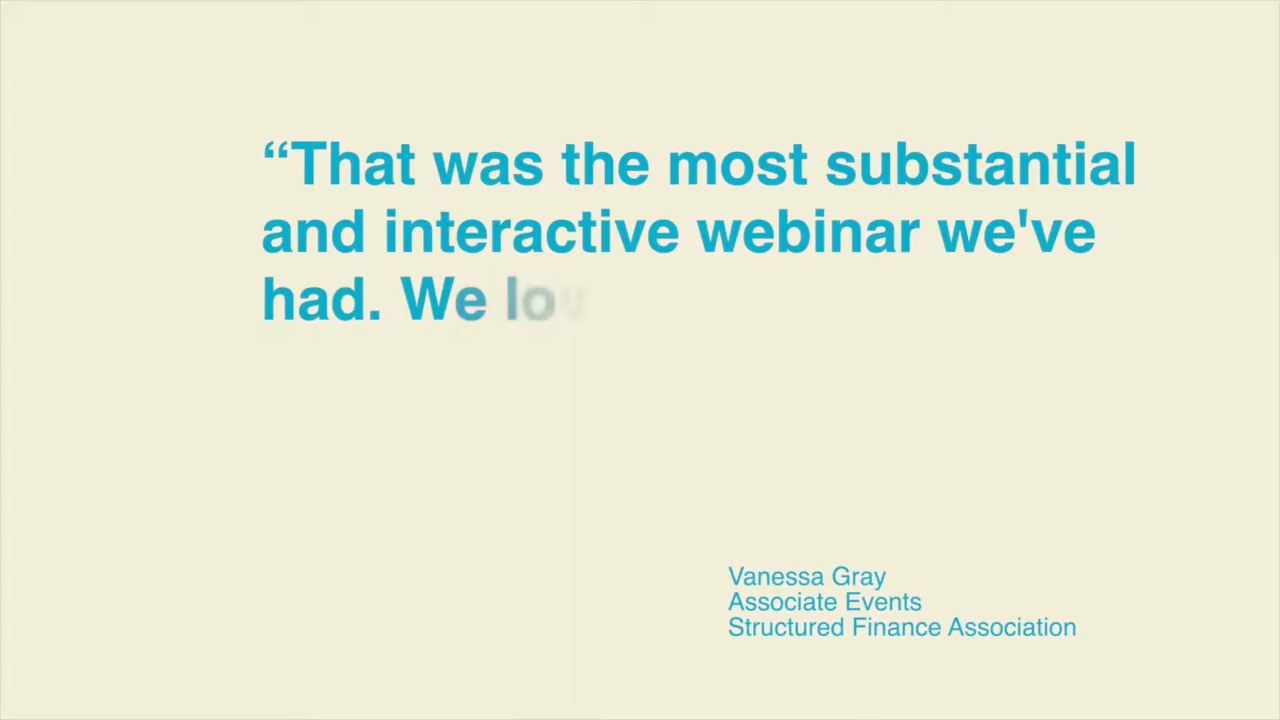 “That was the most substantial
and interactive webinar we've
had. We lov
Vanessa Gray
Associate Events
Structured Finance Association